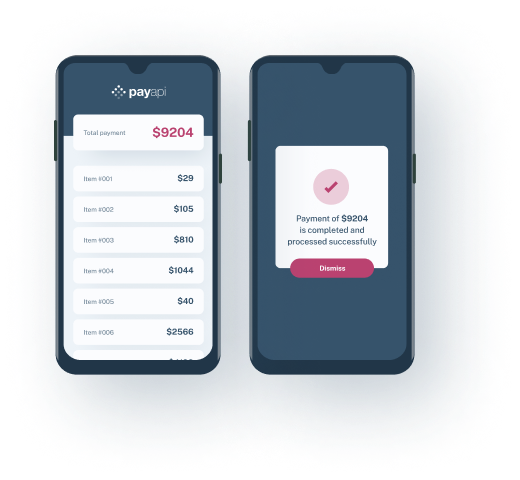 payapi
Total payment $9204
Item #001 $29
Item #002 $105
Item #003 $810
Item #004 $1044
Item #005 $40
Item #006 $2566
Payment of $9204
is completed and
processed successfully
Dismiss